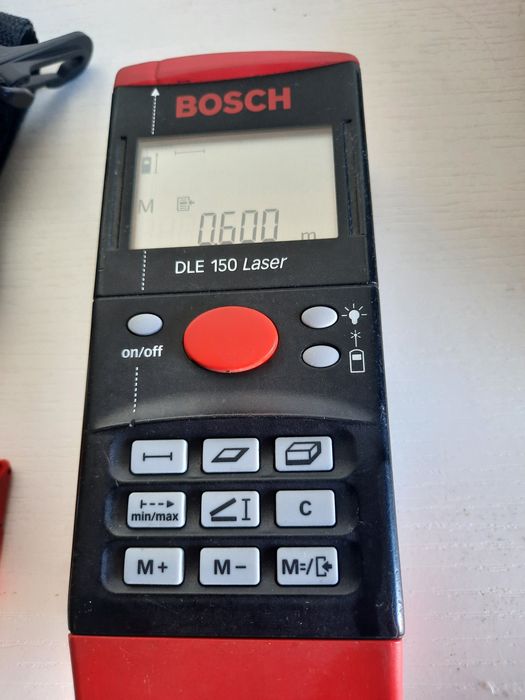 BOSCH
M
0.600 m
DLE 150 Laser
on/off
min/max
C
M+
M−
M=/